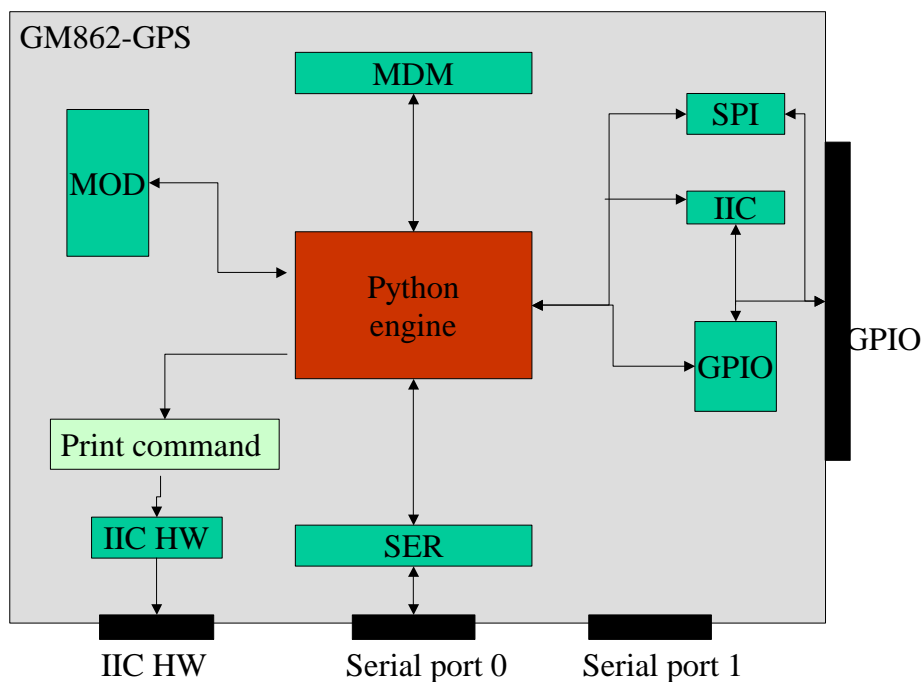 GM862-GPS
MDM
SPI
MOD
IIC
Python
engine
GPIO
GPIO
Print command
IIC HW
SER
IIC HW
Serial port 0
Serial port 1